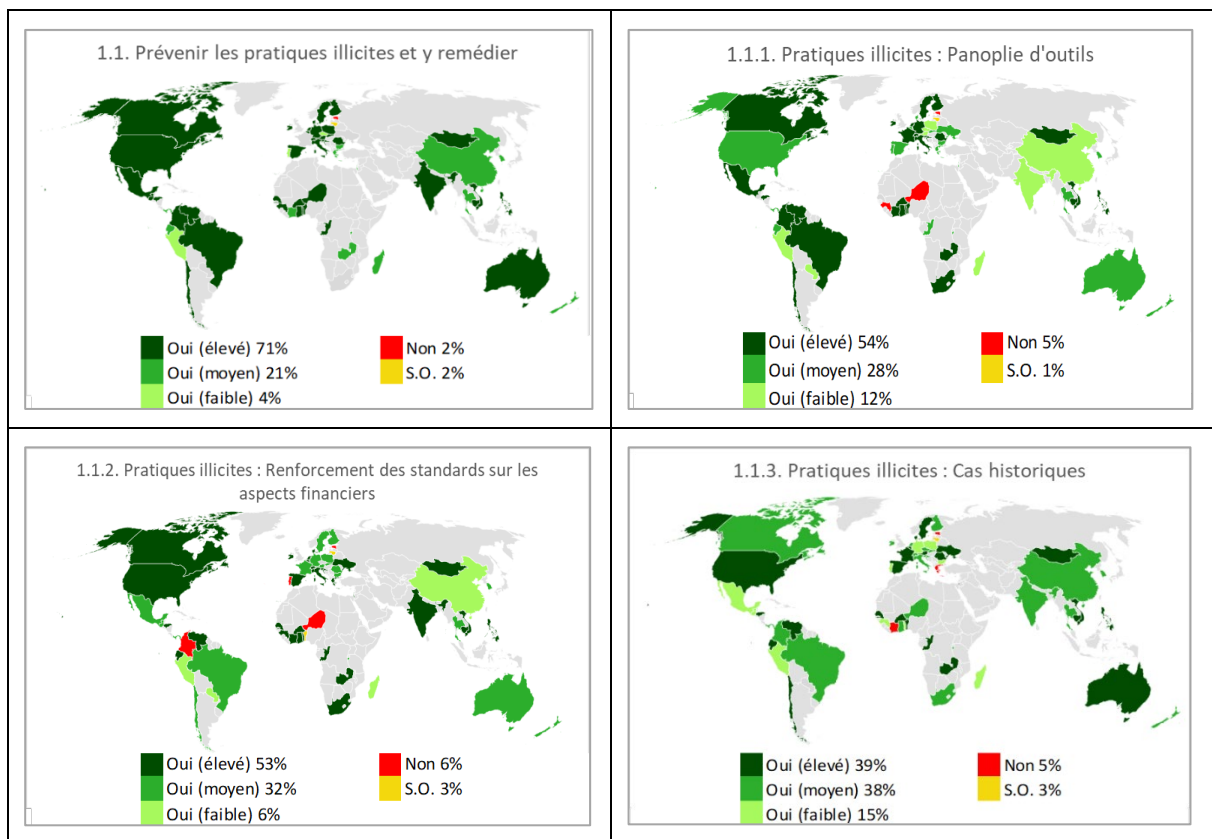 1.1. Prévenir les pratiques illicites et y remédier
Oui (élevé) 71%
Oui (moyen) 21%
Oui (faible) 4%
Non 2%
S.O. 2%
1.1.1. Pratiques illicites : Panoplie d'outils
Oui (élevé) 54%
Oui (moyen) 28%
Oui (faible) 12%
Non 5%
S.O. 1%
1.1.2. Pratiques illicites : Renforcement des standards sur les
aspects financiers
Oui (élevé) 53%
Oui (moyen) 32%
Oui (faible) 6%
Non 6%
S.O. 3%
1.1.3. Pratiques illicites : Cas historiques
Oui (élevé) 39%
Oui (moyen) 38%
Oui (faible) 15%
Non 5%
S.O. 3%